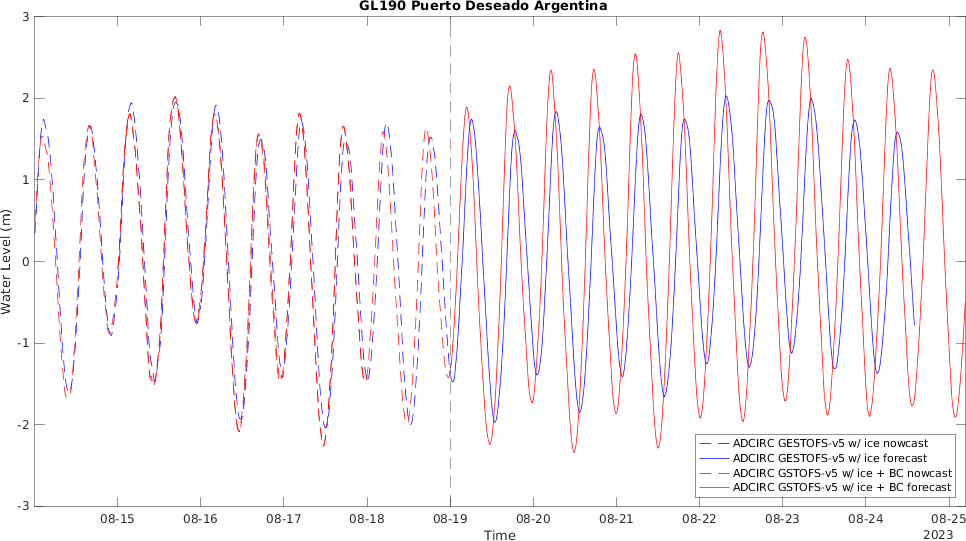 GL190 Puerto Deseado Argentina
3
2
1
0
-1
-2
-3
Water Level (m)
ADCIRC GESTOFS-v5 w/ ice nowcast
ADCIRC GESTOFS-v5 w/ ice forecast
ADCIRC GSTOFS-v5 w/ ice + BC nowcast
ADCIRC GSTOFS-v5 w/ ice + BC forecast
08-15 08-16 08-17 08-18 08-19 08-20 08-21 08-22 08-23 08-24 08-25
Time
2023